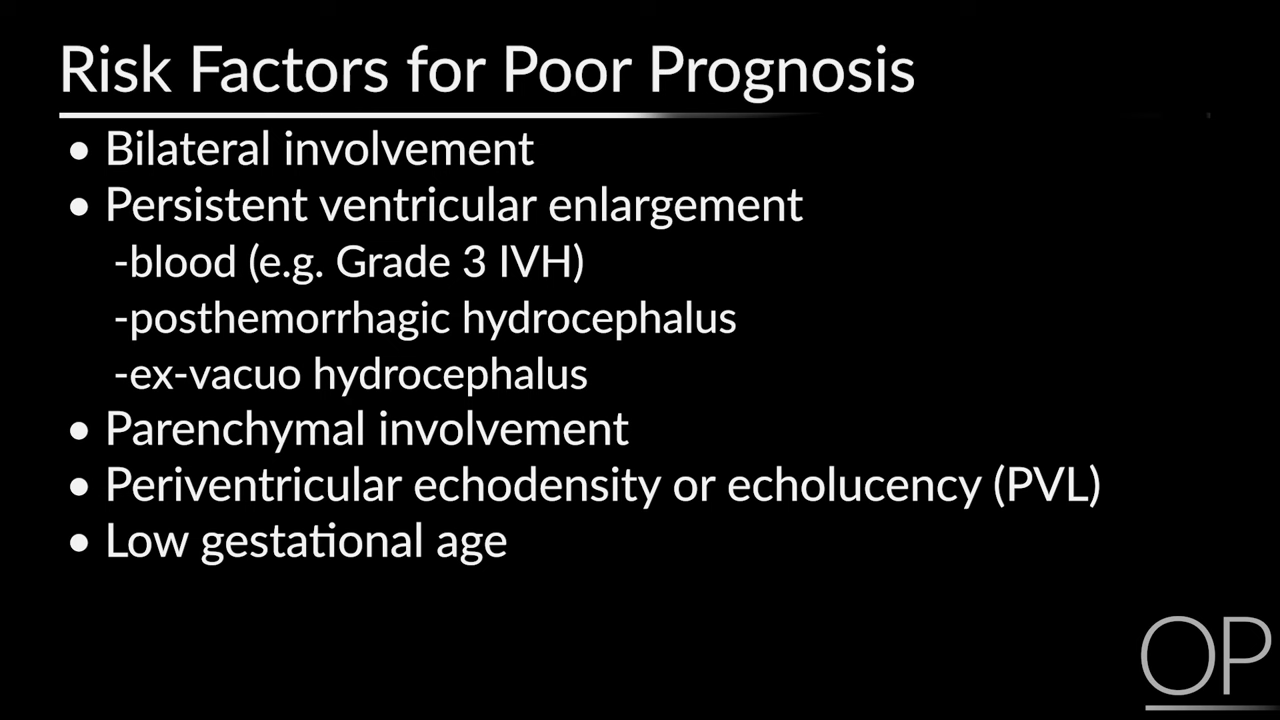 Risk Factors for Poor Prognosis
• Bilateral involvement
• Persistent ventricular enlargement
-blood (e.g. Grade 3 IVH)
-posthemorrhagic hydrocephalus
-ex-vacuo hydrocephalus
• Parenchymal involvement
• Periventricular echodensity or echolucency (PVL)
• Low gestational age
OP